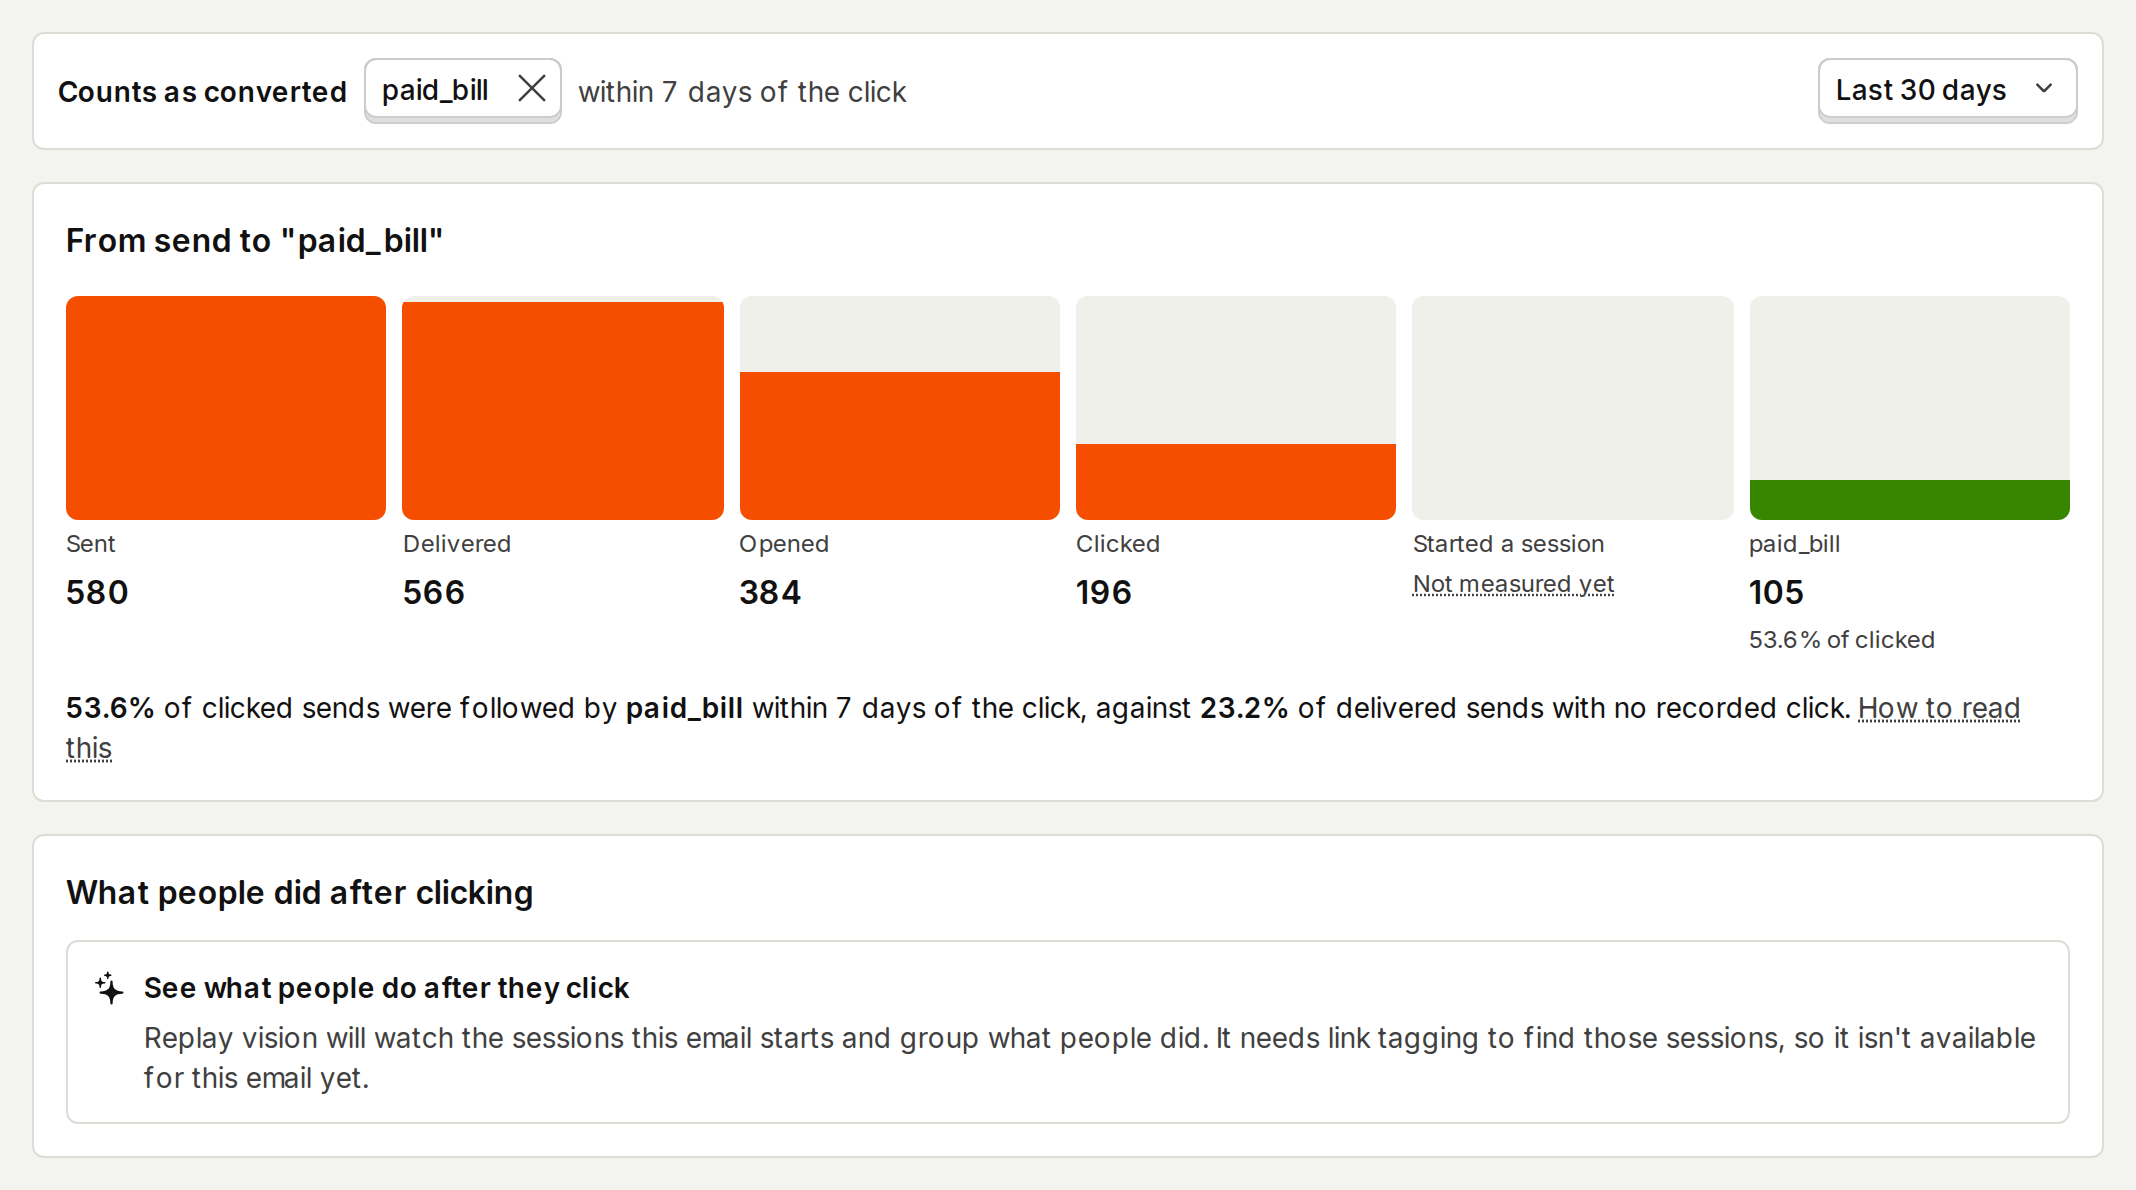 Counts as converted paid_bill within 7 days of the click Last 30 days
From send to "paid_bill"
Sent Delivered Opened Clicked Started a session paid_bill
580 566 384 196 Not measured yet 105
53.6% of clicked
53.6% of clicked sends were followed by paid_bill within 7 days of the click, against 23.2% of delivered sends with no recorded click. How to read
this
What people did after clicking
See what people do after they click
Replay vision will watch the sessions this email starts and group what people did. It needs link tagging to find those sessions, so it isn't available
for this email yet.